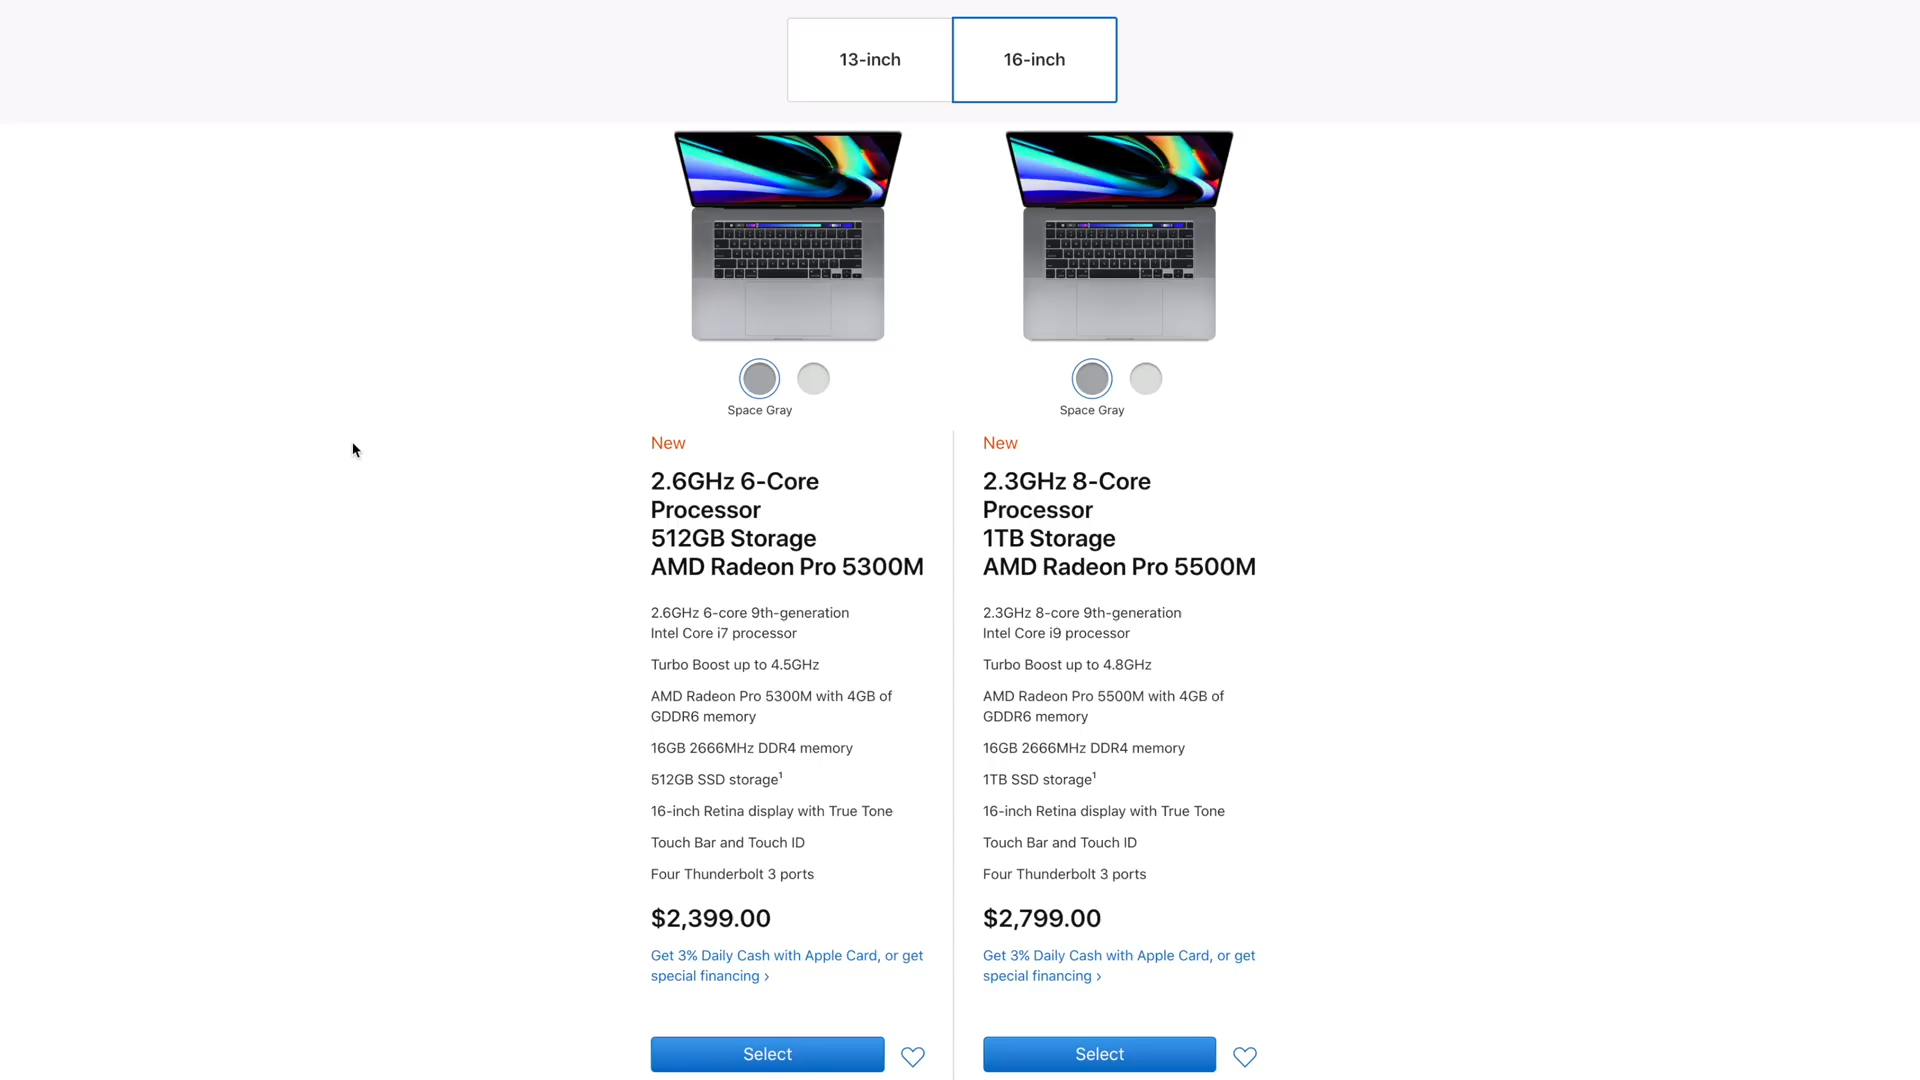 13-inch
16-inch
Space Gray
Space Gray
New
2.6GHz 6-Core
Processor
512GB Storage
AMD Radeon Pro 5300M
2.6GHz 6-core 9th-generation
Intel Core i7 processor
Turbo Boost up to 4.5GHz
AMD Radeon Pro 5300M with 4GB of
GDDR6 memory
16GB 2666MHz DDR4 memory
512GB SSD storage¹
16-inch Retina display with True Tone
Touch Bar and Touch ID
Four Thunderbolt 3 ports
$2,399.00
Get 3% Daily Cash with Apple Card, or get
special financing ›
Select
New
2.3GHz 8-Core
Processor
1TB Storage
AMD Radeon Pro 5500M
2.3GHz 8-core 9th-generation
Intel Core i9 processor
Turbo Boost up to 4.8GHz
AMD Radeon Pro 5500M with 4GB of
GDDR6 memory
16GB 2666MHz DDR4 memory
1TB SSD storage¹
16-inch Retina display with True Tone
Touch Bar and Touch ID
Four Thunderbolt 3 ports
$2,799.00
Get 3% Daily Cash with Apple Card, or get
special financing ›
Select